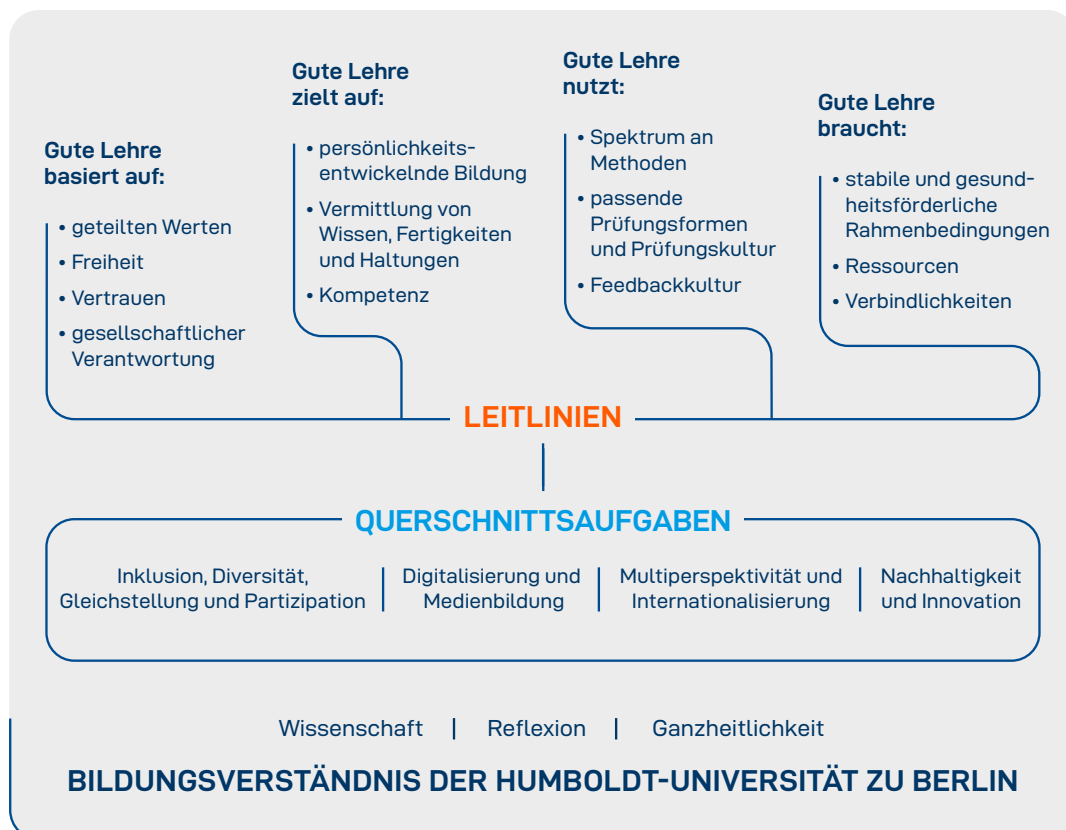 Gute Lehre
basiert auf:
• geteilten Werten
• Freiheit
• Vertrauen
• gesellschaftlicher
Verantwortung
Gute Lehre
zielt auf:
• persönlichkeits-
entwickelnde Bildung
• Vermittlung von
Wissen, Fertigkeiten
und Haltungen
• Kompetenz
Gute Lehre
nutzt:
• Spektrum an
Methoden
• passende
Prüfungsformen
und Prüfungskultur
• Feedbackkultur
Gute Lehre
braucht:
• stabile und gesund-
heitsförderliche
Rahmenbedingungen
• Ressourcen
• Verbindlichkeiten
LEITLINIEN
QUERSCHNITTSAUFGABEN
Inklusion, Diversität,
Gleichstellung und Partizipation
Digitalisierung und
Medienbildung
Multiperspektivität und
Internationalisierung
Nachhaltigkeit
und Innovation
Wissenschaft | Reflexion | Ganzheitlichkeit
BILDUNGSVERSTÄNDNIS DER HUMBOLDT-UNIVERSITÄT ZU BERLIN